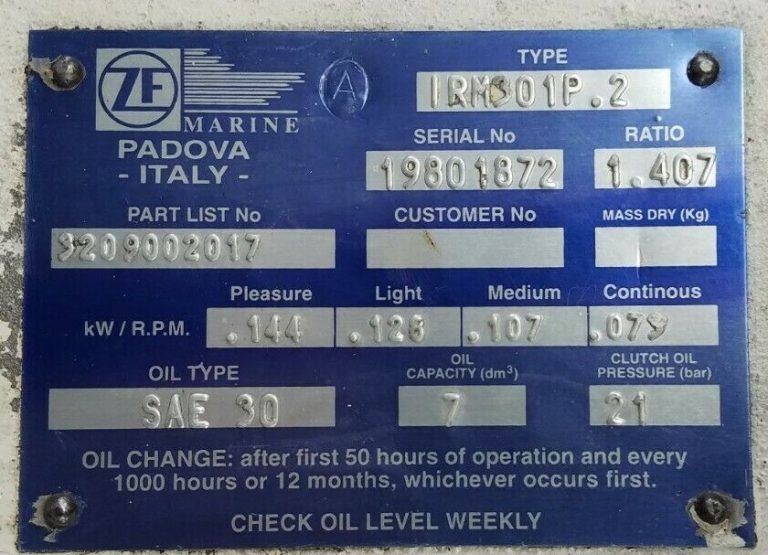 ZF
MARINE
PADOVA
- ITALY -
A
TYPE
IRM301P.2
SERIAL No
19801872
RATIO
1.407
PART LIST No
3209002017
CUSTOMER No
MASS DRY (Kg)
Pleasure Light Medium Continous
kW / R.P.M. .144 .128 .107 .079
OIL TYPE
SAE 30
OIL
CAPACITY (dm³)
7
CLUTCH OIL
PRESSURE (bar)
21
OIL CHANGE: after first 50 hours of operation and every
1000 hours or 12 months, whichever occurs first.
CHECK OIL LEVEL WEEKLY